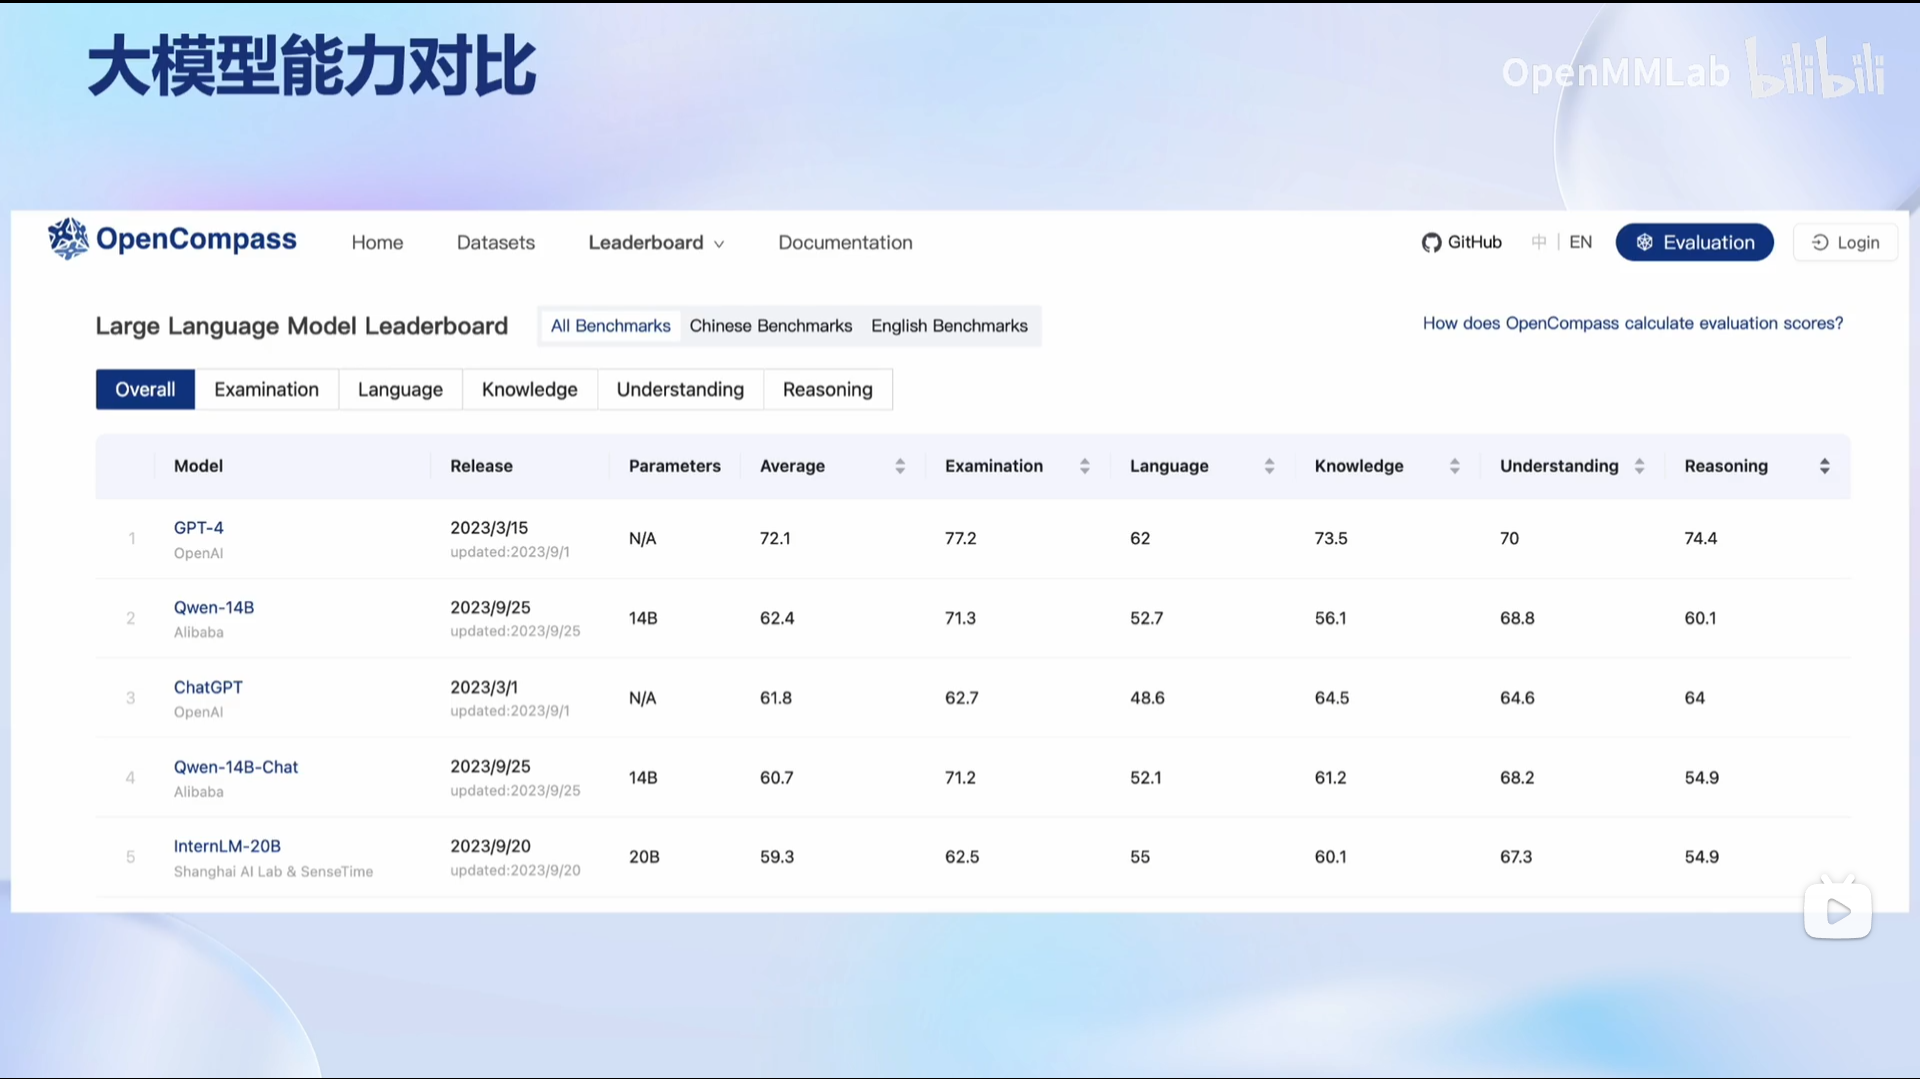 大模型能力对比
OpenMMLab bilibili
OpenCompass Home Datasets Leaderboard Documentation GitHub 中 | EN Evaluation Login
Large Language Model Leaderboard All Benchmarks Chinese Benchmarks English Benchmarks How does OpenCompass calculate evaluation scores?
Overall Examination Language Knowledge Understanding Reasoning
Model Release Parameters Average Examination Language Knowledge Understanding Reasoning
1 GPT-4 2023/3/15 N/A 72.1 77.2 62 73.5 70 74.4
OpenAI updated:2023/9/1
2 Qwen-14B 2023/9/25 14B 62.4 71.3 52.7 56.1 68.8 60.1
Alibaba updated:2023/9/25
3 ChatGPT 2023/3/1 N/A 61.8 62.7 48.6 64.5 64.6 64
OpenAI updated:2023/9/1
4 Qwen-14B-Chat 2023/9/25 14B 60.7 71.2 52.1 61.2 68.2 54.9
Alibaba updated:2023/9/25
5 InternLM-20B 2023/9/20 20B 59.3 62.5 55 60.1 67.3 54.9
Shanghai AI Lab & SenseTime updated:2023/9/20